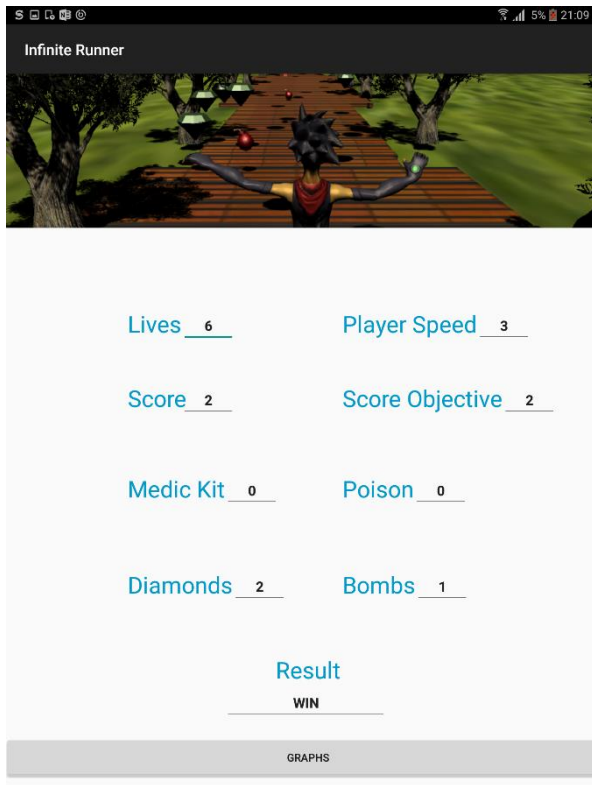 5% 21:09
Infinite Runner
Lives 6 Player Speed 3
Score 2 Score Objective 2
Medic Kit 0 Poison 0
Diamonds 2 Bombs 1
Result
WIN
GRAPHS